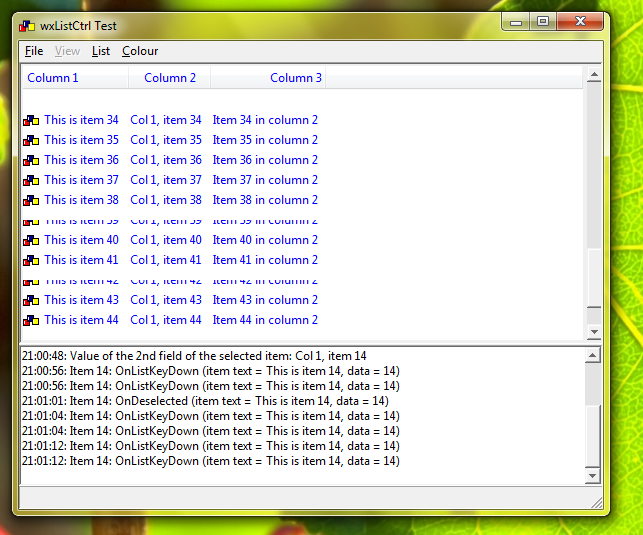 wxListCtrl Test
File View List Colour
Column 1 Column 2 Column 3
This is item 34 Col 1, item 34 Item 34 in column 2
This is item 35 Col 1, item 35 Item 35 in column 2
This is item 36 Col 1, item 36 Item 36 in column 2
This is item 37 Col 1, item 37 Item 37 in column 2
This is item 38 Col 1, item 38 Item 38 in column 2
This is item 39 Col 1, item 39 Item 39 in column 2
This is item 40 Col 1, item 40 Item 40 in column 2
This is item 41 Col 1, item 41 Item 41 in column 2
This is item 42 Col 1, item 42 Item 42 in column 2
This is item 43 Col 1, item 43 Item 43 in column 2
This is item 44 Col 1, item 44 Item 44 in column 2
21:00:48: Value of the 2nd field of the selected item: Col 1, item 14
21:00:56: Item 14: OnListKeyDown (item text = This is item 14, data = 14)
21:00:56: Item 14: OnListKeyDown (item text = This is item 14, data = 14)
21:01:01: Item 14: OnDeselected (item text = This is item 14, data = 14)
21:01:04: Item 14: OnListKeyDown (item text = This is item 14, data = 14)
21:01:04: Item 14: OnListKeyDown (item text = This is item 14, data = 14)
21:01:12: Item 14: OnListKeyDown (item text = This is item 14, data = 14)
21:01:12: Item 14: OnListKeyDown (item text = This is item 14, data = 14)